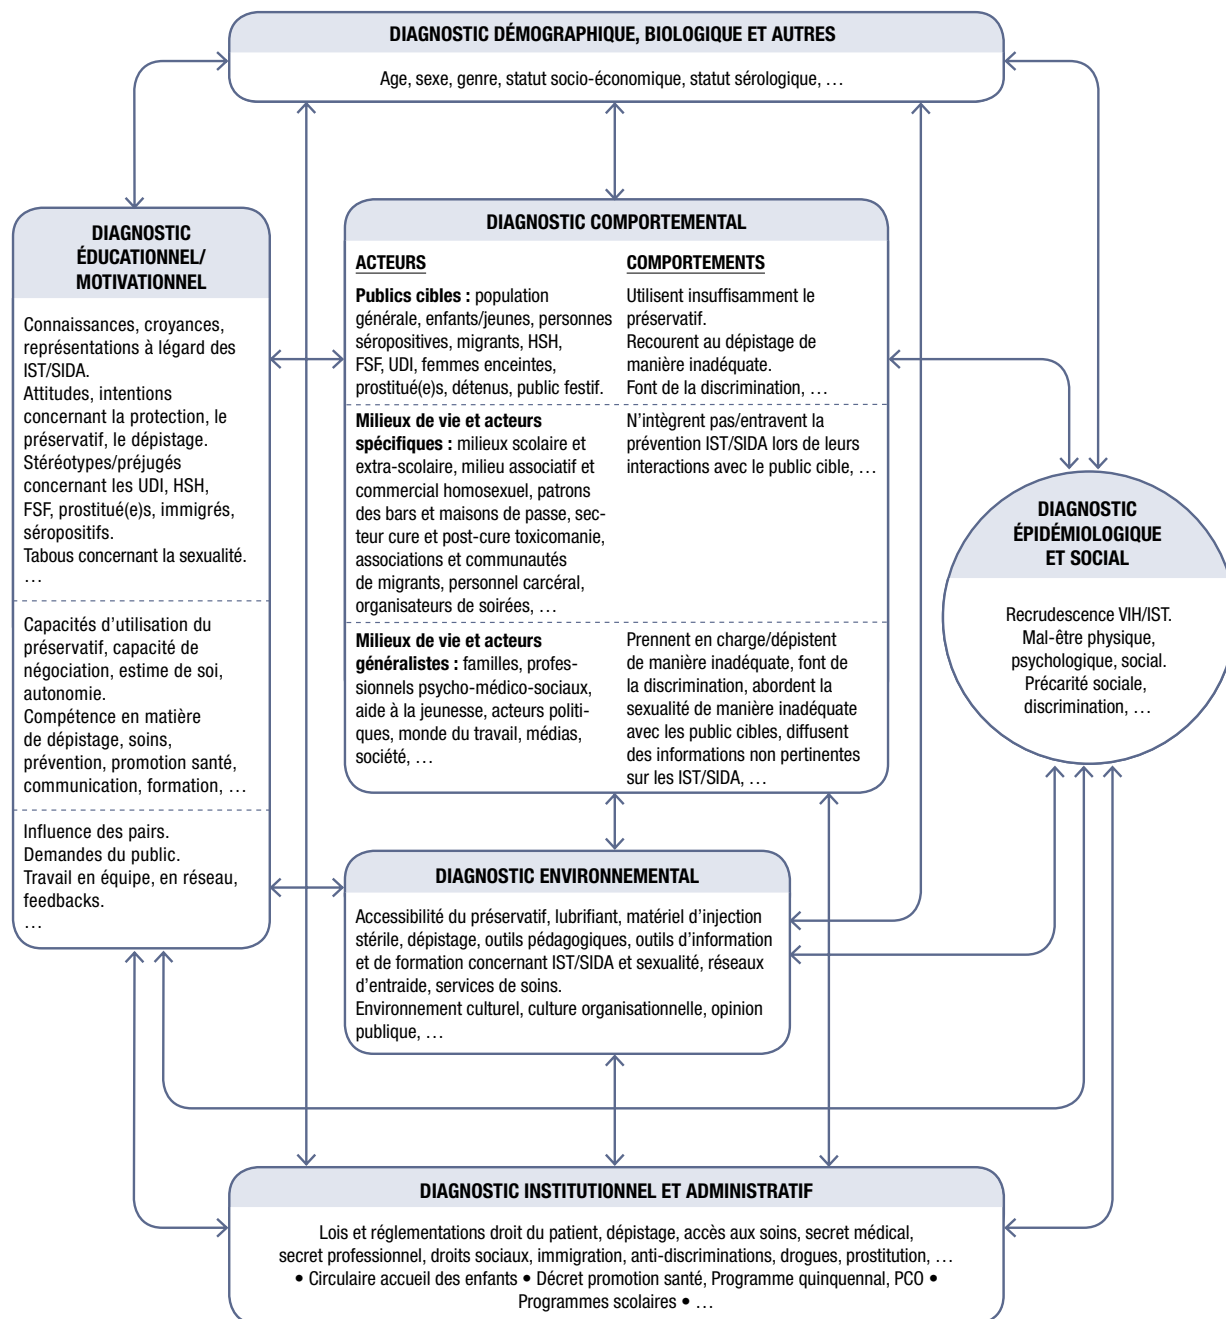 DIAGNOSTIC DÉMOGRAPHIQUE, BIOLOGIQUE ET AUTRES
Age, sexe, genre, statut socio-économique, statut sérologique, …
DIAGNOSTIC
ÉDUCATIONNEL/
MOTIVATIONNEL
Connaissances, croyances,
représentations à légard des
IST/SIDA.
Attitudes, intentions
concernant la protection, le
préservatif, le dépistage.
Stéréotypes/préjugés
concernant les UDI, HSH,
FSF, prostitué(e)s, immigrés,
séropositifs.
Tabous concernant la sexualité.
…
Capacités d’utilisation du
préservatif, capacité de
négociation, estime de soi,
autonomie.
Compétence en matière
de dépistage, soins,
prévention, promotion santé,
communication, formation, …
Influence des pairs.
Demandes du public.
Travail en équipe, en réseau,
feedbacks.
…
DIAGNOSTIC COMPORTEMENTAL
ACTEURS
Publics cibles : population
générale, enfants/jeunes, personnes
séropositives, migrants, HSH,
FSF, UDI, femmes enceintes,
prostitué(e)s, détenus, public festif.
COMPORTEMENTS
Utilisent insuffisamment le
préservatif.
Recourent au dépistage de
manière inadéquate.
Font de la discrimination, …
Milieux de vie et acteurs
spécifiques : milieux scolaire et
extra-scolaire, milieu associatif et
commercial homosexuel, patrons
des bars et maisons de passe, sec-
teur cure et post-cure toxicomanie,
associations et communautés
de migrants, personnel carcéral,
organisateurs de soirées, …
N’intègrent pas/entravent la
prévention IST/SIDA lors de leurs
interactions avec le public cible, …
Milieux de vie et acteurs
généralistes : familles, profes-
sionnels psycho-médico-sociaux,
aide à la jeunesse, acteurs politi-
ques, monde du travail, médias,
société, …
Prennent en charge/dépistent
de manière inadéquate, font de
la discrimination, abordent la
sexualité de manière inadéquate
avec les public cibles, diffusent
des informations non pertinentes
sur les IST/SIDA, …
DIAGNOSTIC
ÉPIDÉMIOLOGIQUE
ET SOCIAL
Recrudescence VIH/IST.
Mal-être physique,
psychologique, social.
Précarité sociale,
discrimination, …
DIAGNOSTIC ENVIRONNEMENTAL
Accessibilité du préservatif, lubrifiant, matériel d’injection
stérile, dépistage, outils pédagogiques, outils d’information
et de formation concernant IST/SIDA et sexualité, réseaux
d’entraide, services de soins.
Environnement culturel, culture organisationnelle, opinion
publique, …
DIAGNOSTIC INSTITUTIONNEL ET ADMINISTRATIF
Lois et réglementations droit du patient, dépistage, accès aux soins, secret médical,
secret professionnel, droits sociaux, immigration, anti-discriminations, drogues, prostitution, …
• Circulaire accueil des enfants • Décret promotion santé, Programme quinquennal, PCO •
Programmes scolaires • …